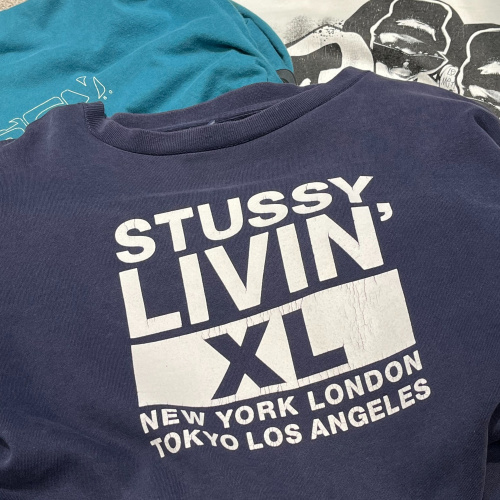 STUSSY
LIVIN'
XL
NEW YORK LONDON
TOKYO LOS ANGELES